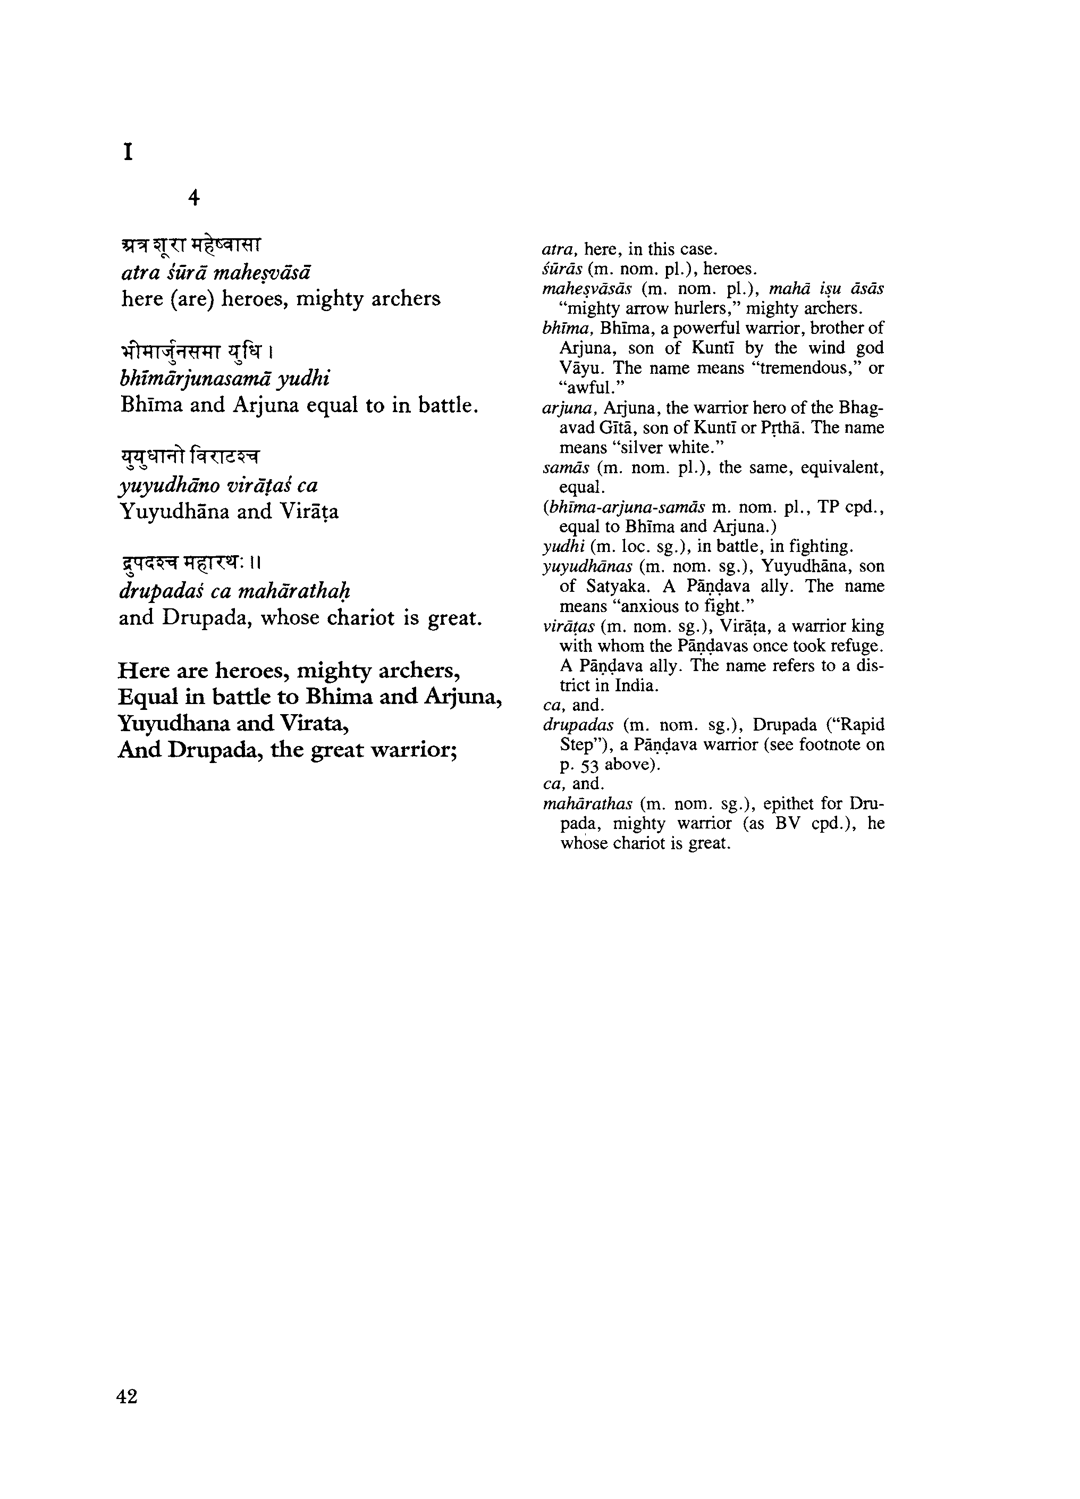 I
4
अत्र शूरा महेष्वासा
atra śūrā maheṣvāsā
here (are) heroes, mighty archers
भीमार्जुनसमा युधि ।
bhīmārjunasamā yudhi
Bhīma and Arjuna equal to in battle.
युयुधानो विराटश्च
yuyudhāno virāṭaś ca
Yuyudhāna and Virāṭa
द्रुपदश्च महारथः ॥
drupadaś ca mahārathaḥ
and Drupada, whose chariot is great.
Here are heroes, mighty archers,
Equal in battle to Bhima and Arjuna,
Yuyudhana and Virata,
And Drupada, the great warrior;
atra, here, in this case.
śūrās (m. nom. pl.), heroes.
maheṣvāsās (m. nom. pl.), mahā iṣu āsās
“mighty arrow hurlers,” mighty archers.
bhīma, Bhīma, a powerful warrior, brother of
Arjuna, son of Kuntī by the wind god
Vāyu. The name means “tremendous,” or
“awful.”
arjuna, Arjuna, the warrior hero of the Bhag-
avad Gītā, son of Kuntī or Pṛthā. The name
means “silver white.”
samās (m. nom. pl.), the same, equivalent,
equal.
(bhīma-arjuna-samās m. nom. pl., TP cpd.,
equal to Bhīma and Arjuna.)
yudhi (m. loc. sg.), in battle, in fighting.
yuyudhānas (m. nom. sg.), Yuyudhāna, son
of Satyaka. A Pāṇḍava ally. The name
means “anxious to fight.”
virāṭas (m. nom. sg.), Virāṭa, a warrior king
with whom the Pāṇḍavas once took refuge.
A Pāṇḍava ally. The name refers to a dis-
trict in India.
ca, and.
drupadas (m. nom. sg.), Drupada (“Rapid
Step”), a Pāṇḍava warrior (see footnote on
p. 53 above).
ca, and.
mahārathas (m. nom. sg.), epithet for Dru-
pada, mighty warrior (as BV cpd.), he
whose chariot is great.
42